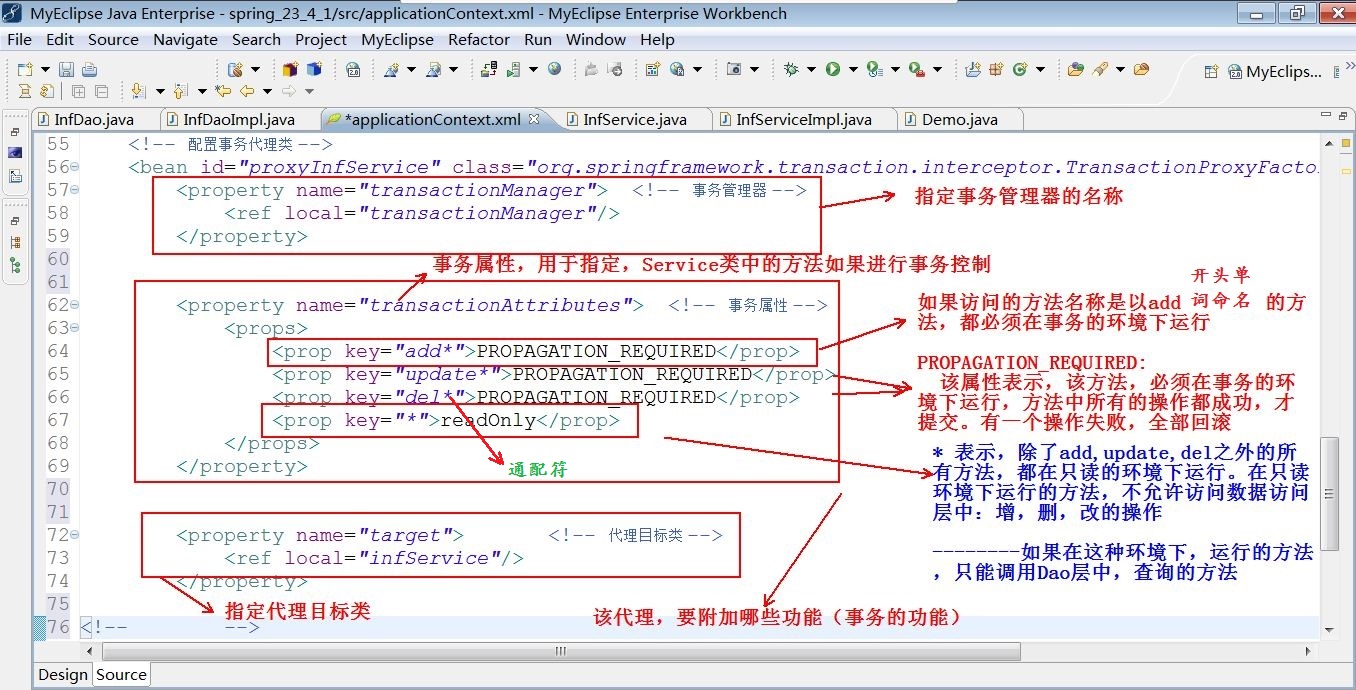 MyEclipse Java Enterprise - spring_23_4_1/src/applicationContext.xml - MyEclipse Enterprise Workbench
File Edit Source Navigate Search Project MyEclipse Refactor Run Window Help
MyEclips...
InfDao.java InfDaoImpl.java *applicationContext.xml InfService.java InfServiceImpl.java Demo.java
55 <!-- 配置事务代理类 -->
56 <bean id="proxyInfService" class="org.springframework.transaction.interceptor.TransactionProxyFacto
57 <property name="transactionManager"> <!-- 事务管理器 -->
指定事务管理器的名称
58 <ref local="transactionManager"/>
59 </property>
60
事务属性，用于指定，Service类中的方法如果进行事务控制
61
62 <property name="transactionAttributes"> <!-- 事务属性 -->
开头单
如果访问的方法名称是以add 词命名 的方
法，都必须在事务的环境下运行
63 <props>
64 <prop key="add*">PROPAGATION_REQUIRED</prop>
65 <prop key="update*">PROPAGATION_REQUIRED</prop>
66 <prop key="del*">PROPAGATION_REQUIRED</prop>
67 <prop key="*">readOnly</prop>
PROPAGATION_REQUIRED:
该属性表示，该方法，必须在事务的环
境下运行，方法中所有的操作都成功，才
提交。有一个操作失败，全部回滚
68 </props>
69 </property>
通配符
* 表示，除了add,update,del之外的所
有方法，都在只读的环境下运行。在只读
环境下运行的方法，不允许访问数据访问
层中：增，删，改的操作
70
71
72 <property name="target"> <!-- 代理目标类 -->
73 <ref local="infService"/>
74 </property>
--------如果在这种环境下，运行的方法
，只能调用Dao层中，查询的方法
75
指定代理目标类
该代理，要附加哪些功能（事务的功能）
76 <!-- -->
Design Source